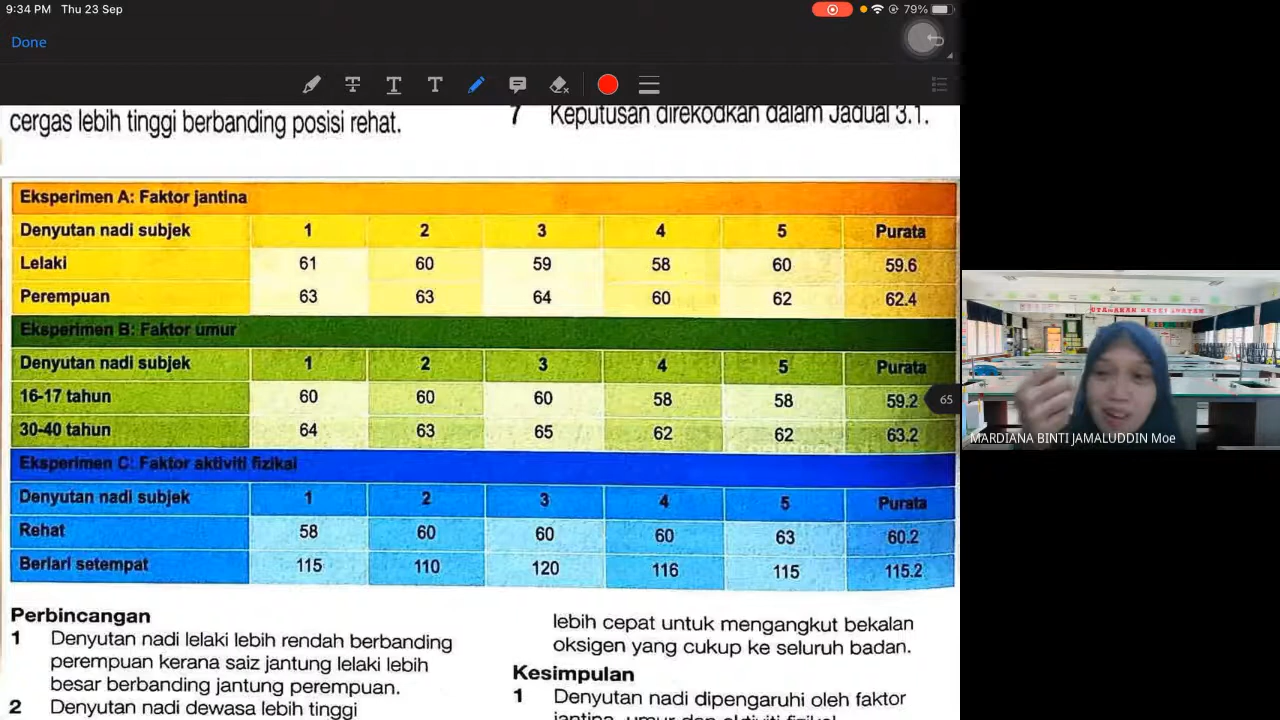 9:34 PM Thu 23 Sep
79%
Done
cergas lebih tinggi berbanding posisi rehat.
7 Keputusan direkodkan dalam Jadual 3.1.
Eksperimen A: Faktor jantina
Denyutan nadi subjek 1 2 3 4 5 Purata
Lelaki 61 60 59 58 60 59.6
Perempuan 63 63 64 60 62 62.4
Eksperimen B: Faktor umur
Denyutan nadi subjek 1 2 3 4 5 Purata
16-17 tahun 60 60 60 58 58 59.2
30-40 tahun 64 63 65 62 62 63.2
65
Eksperimen C: Faktor aktiviti fizikal
Denyutan nadi subjek 1 2 3 4 5 Purata
Rehat 58 60 60 60 63 60.2
Berlari setempat 115 110 120 116 115 115.2
Perbincangan
1 Denyutan nadi lelaki lebih rendah berbanding
perempuan kerana saiz jantung lelaki lebih
besar berbanding jantung perempuan.
2 Denyutan nadi dewasa lebih tinggi
lebih cepat untuk mengangkut bekalan
oksigen yang cukup ke seluruh badan.
Kesimpulan
1 Denyutan nadi dipengaruhi oleh faktor
jantina, umur dan aktiviti fizikal.
MARDIANA BINTI JAMALUDDIN Moe